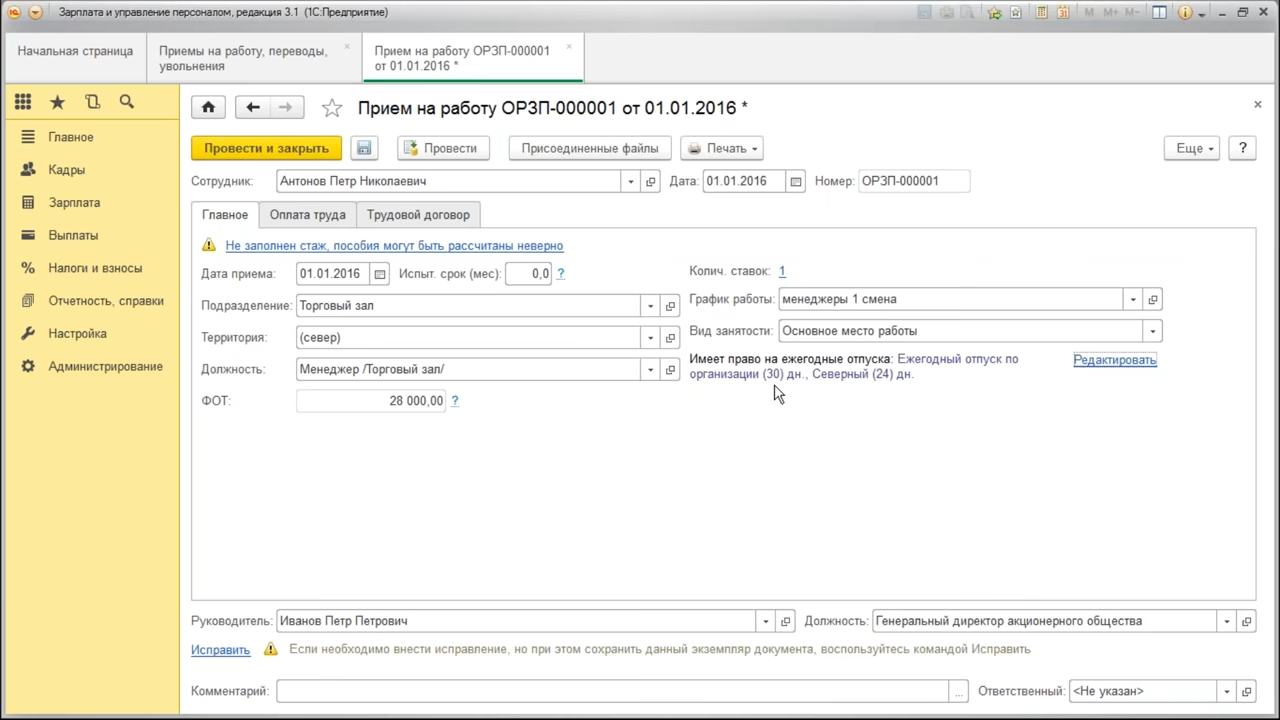 Зарплата и управление персоналом, редакция 3.1 (1С:Предприятие)
M M+ M−
Начальная страница
Приемы на работу, переводы,
увольнения
Прием на работу ОРЗП-000001
от 01.01.2016 *
Главное
Кадры
Зарплата
Выплаты
% Налоги и взносы
Отчетность, справки
Настройка
Администрирование
Прием на работу ОРЗП-000001 от 01.01.2016 *
Провести и закрыть Провести Присоединенные файлы Печать Еще ?
Сотрудник: Антонов Петр Николаевич Дата: 01.01.2016 Номер: ОРЗП-000001
Главное Оплата труда Трудовой договор
Не заполнен стаж, пособия могут быть рассчитаны неверно
Дата приема: 01.01.2016 Испыт. срок (мес): 0,0 ?
Подразделение: Торговый зал
Территория: (север)
Должность: Менеджер /Торговый зал/
ФОТ: 28 000,00 ?
Колич. ставок: 1
График работы: менеджеры 1 смена
Вид занятости: Основное место работы
Имеет право на ежегодные отпуска: Ежегодный отпуск по
организации (30) дн., Северный (24) дн.
Редактировать
Руководитель: Иванов Петр Петрович Должность: Генеральный директор акционерного общества
Исправить Если необходимо внести исправление, но при этом сохранить данный экземпляр документа, воспользуйтесь командой Исправить
Комментарий: ... Ответственный: <Не указан>